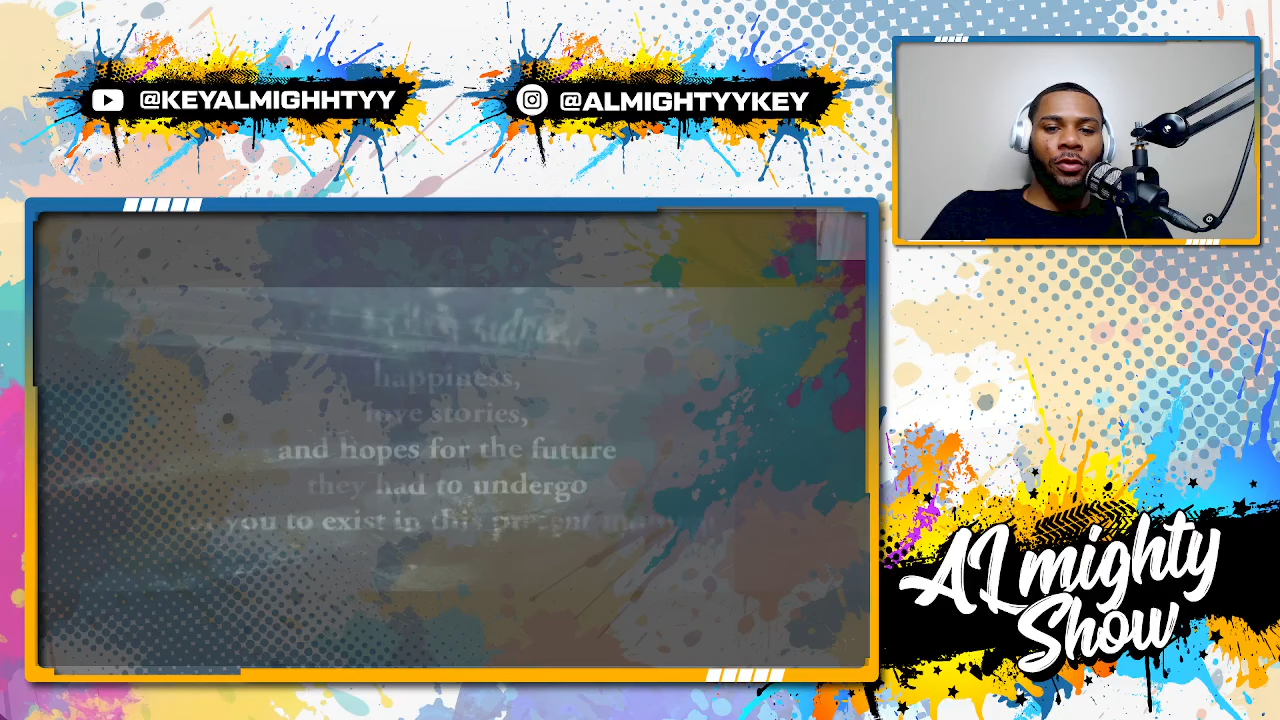 @KEYALMIGHHTYY
@ALMIGHTYYKEY
happiness,
love stories,
and hopes for the future
they had to undergo
you to exist in this present
ALmighty
Show